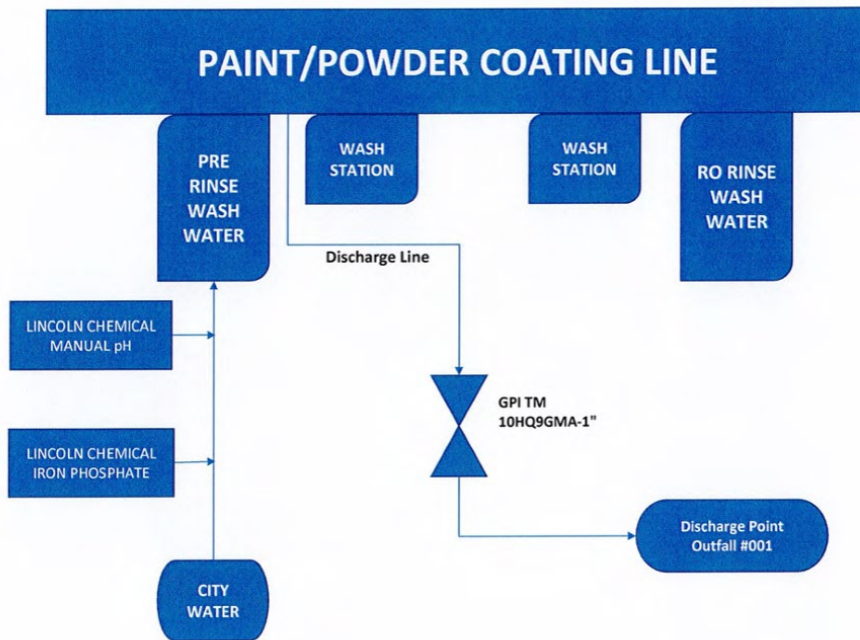 PAINT/POWDER COATING LINE
PRE
RINSE
WASH
WATER
WASH
STATION
WASH
STATION
RO RINSE
WASH
WATER
Discharge Line
LINCOLN CHEMICAL
MANUAL pH
GPI TM
10HQ9GMA-1"
LINCOLN CHEMICAL
IRON PHOSPHATE
Discharge Point
Outfall #001
CITY
WATER